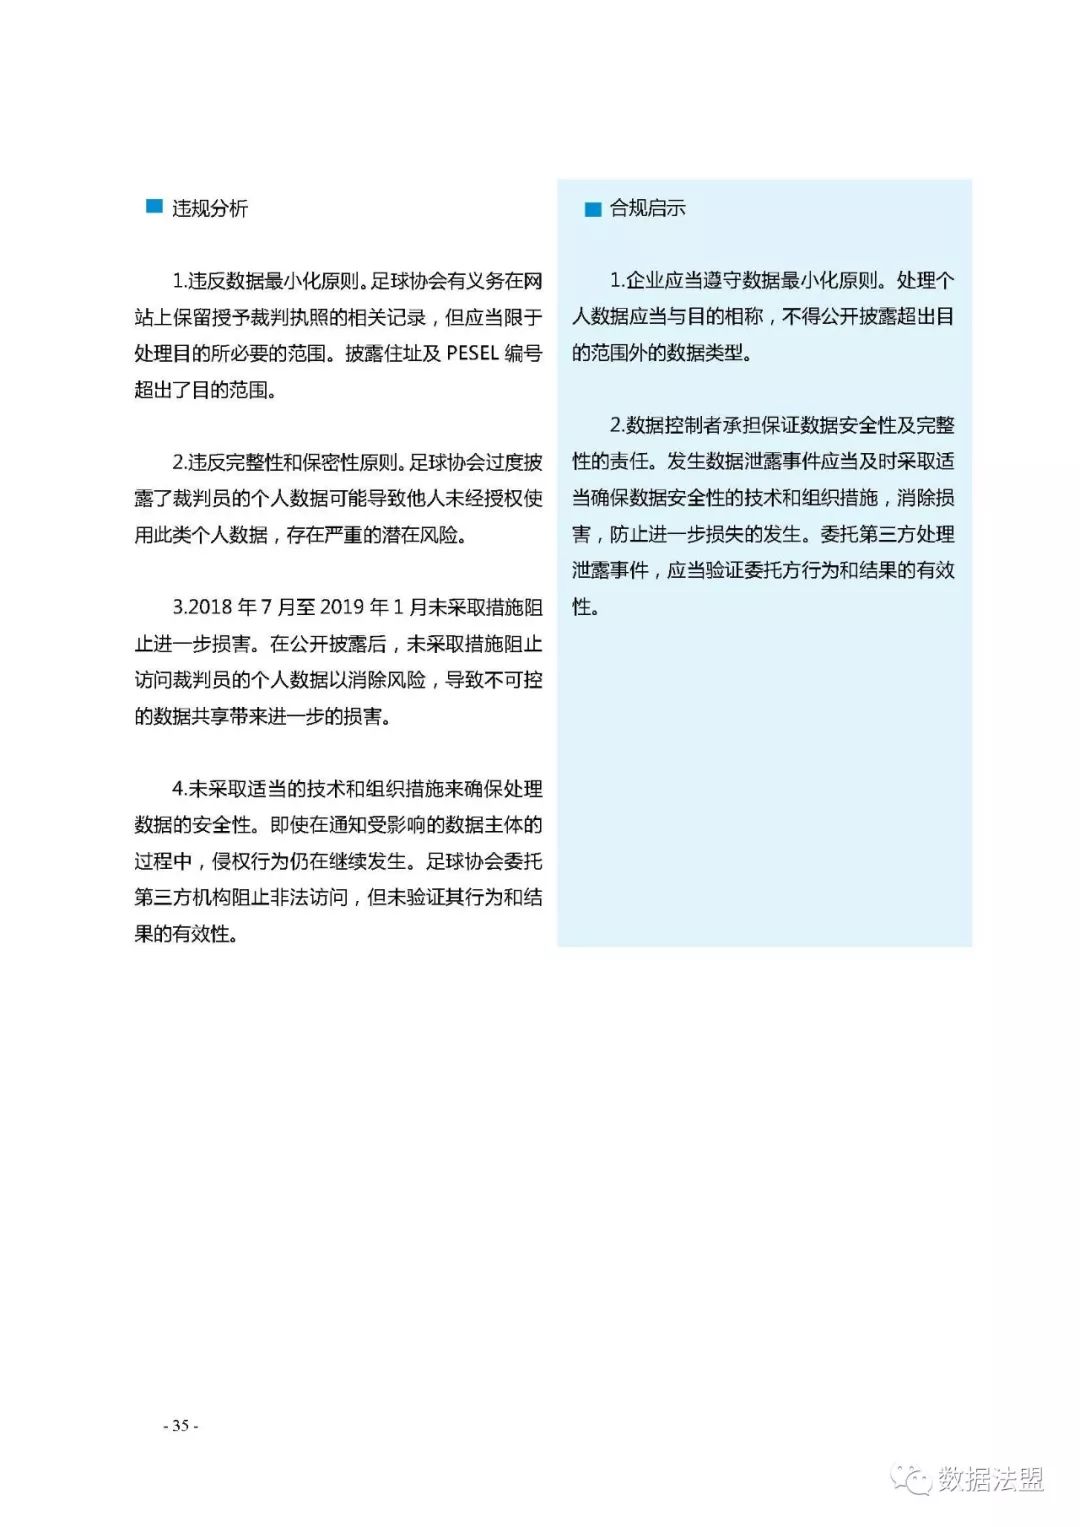 违规分析
1.违反数据最小化原则。足球协会有义务在网
站上保留授予裁判执照的相关记录，但应当限于
处理目的所必要的范围。披露住址及 PESEL 编号
超出了目的范围。
2.违反完整性和保密性原则。足球协会过度披
露了裁判员的个人数据可能导致他人未经授权使
用此类个人数据，存在严重的潜在风险。
3.2018 年 7 月至 2019 年 1 月未采取措施阻
止进一步损害。在公开披露后，未采取措施阻止
访问裁判员的个人数据以消除风险，导致不可控
的数据共享带来进一步的损害。
4.未采取适当的技术和组织措施来确保处理
数据的安全性。即使在通知受影响的数据主体的
过程中，侵权行为仍在继续发生。足球协会委托
第三方机构阻止非法访问，但未验证其行为和结
果的有效性。
合规启示
1.企业应当遵守数据最小化原则。处理个
人数据应当与目的相称，不得公开披露超出目
的范围外的数据类型。
2.数据控制者承担保证数据安全性及完整
性的责任。发生数据泄露事件应当及时采取适
当确保数据安全性的技术和组织措施，消除损
害，防止进一步损失的发生。委托第三方处理
泄露事件，应当验证委托方行为和结果的有效
性。
- 35 -
数据法盟